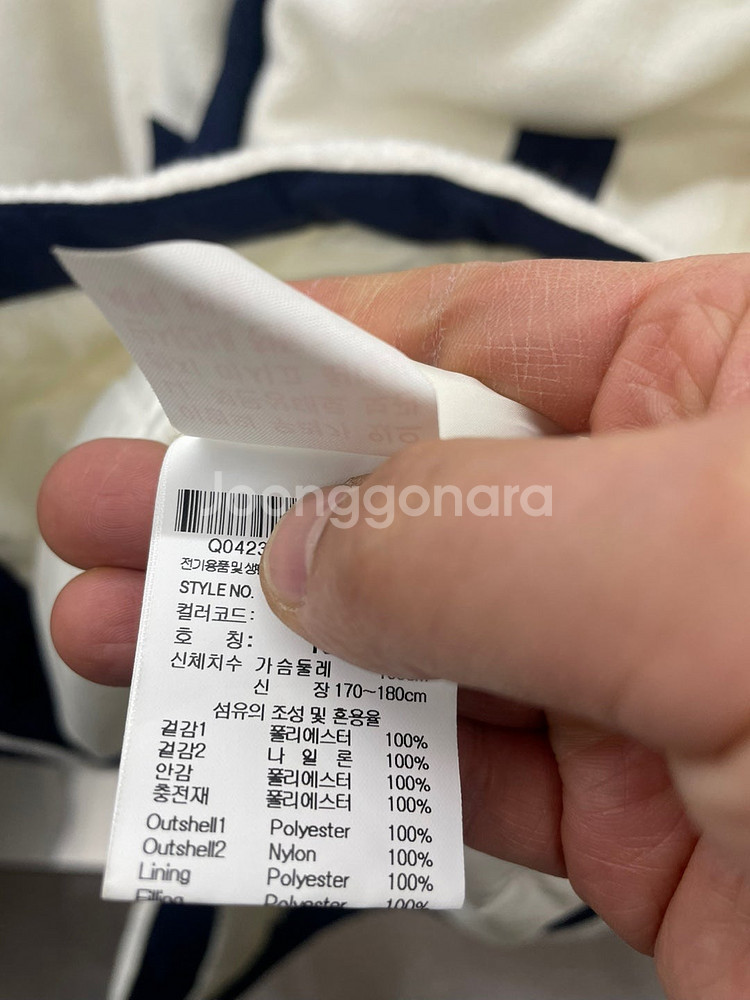 Joonggonara
Q0423
전기용품및생
STYLE NO.
컬러코드:
호 칭:
신체치수 가슴둘레
신 장 170~180cm
섬유의 조성 및 혼용율
겉감1 폴리에스터 100%
겉감2 나 일 론 100%
안감 폴리에스터 100%
충전재 폴리에스터 100%
Outshell1 Polyester 100%
Outshell2 Nylon 100%
Lining Polyester 100%
Filling Polyester 100%